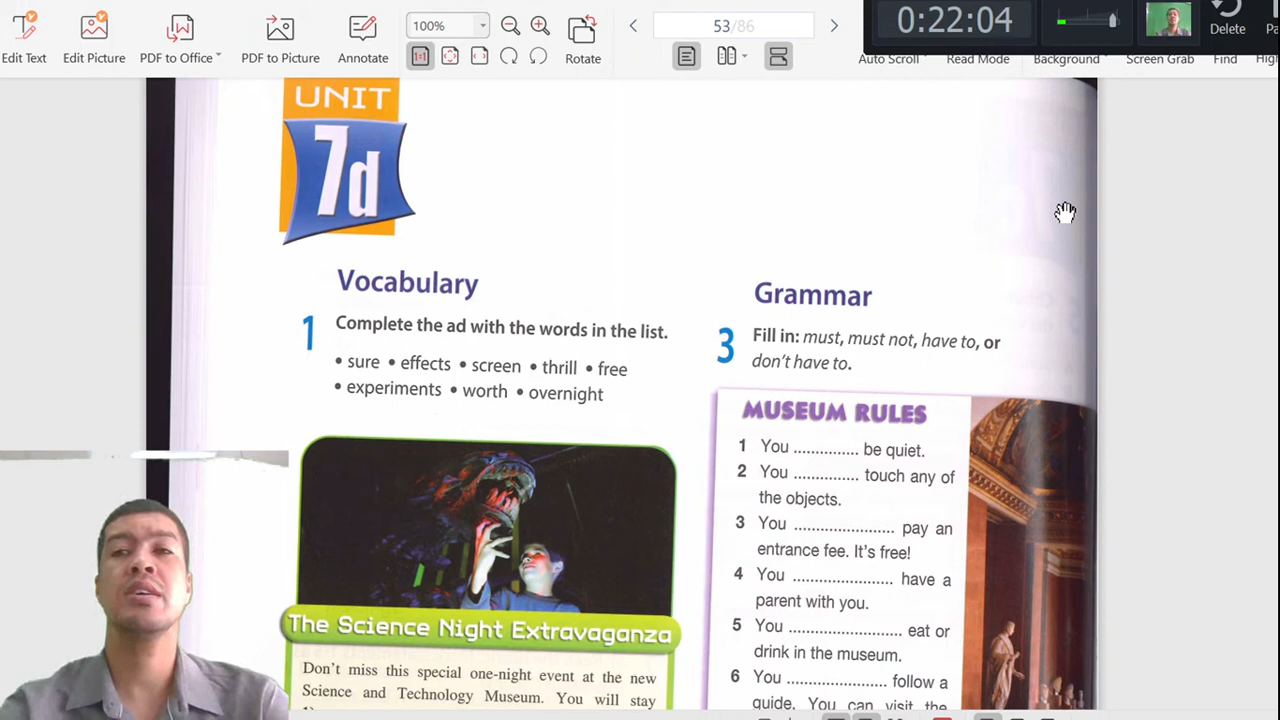 53/86
0:22:04
100%
Edit Text
Edit Picture
PDF to Office
PDF to Picture
Annotate
Rotate
Auto Scroll
Read Mode
Background
Screen Grab
Find
Delete
UNIT
7d
Vocabulary
1 Complete the ad with the words in the list.
• sure • effects • screen • thrill • free
• experiments • worth • overnight
The Science Night Extravaganza
Don't miss this special one-night event at the new
Science and Technology Museum. You will stay
Grammar
3 Fill in: must, must not, have to, or
don't have to.
MUSEUM RULES
1 You .............. be quiet.
2 You .............. touch any of
the objects.
3 You ..................... pay an
entrance fee. It's free!
4 You ..................... have a
parent with you.
5 You ........................ eat or
drink in the museum.
6 You ..................... follow a
guide. You can visit the